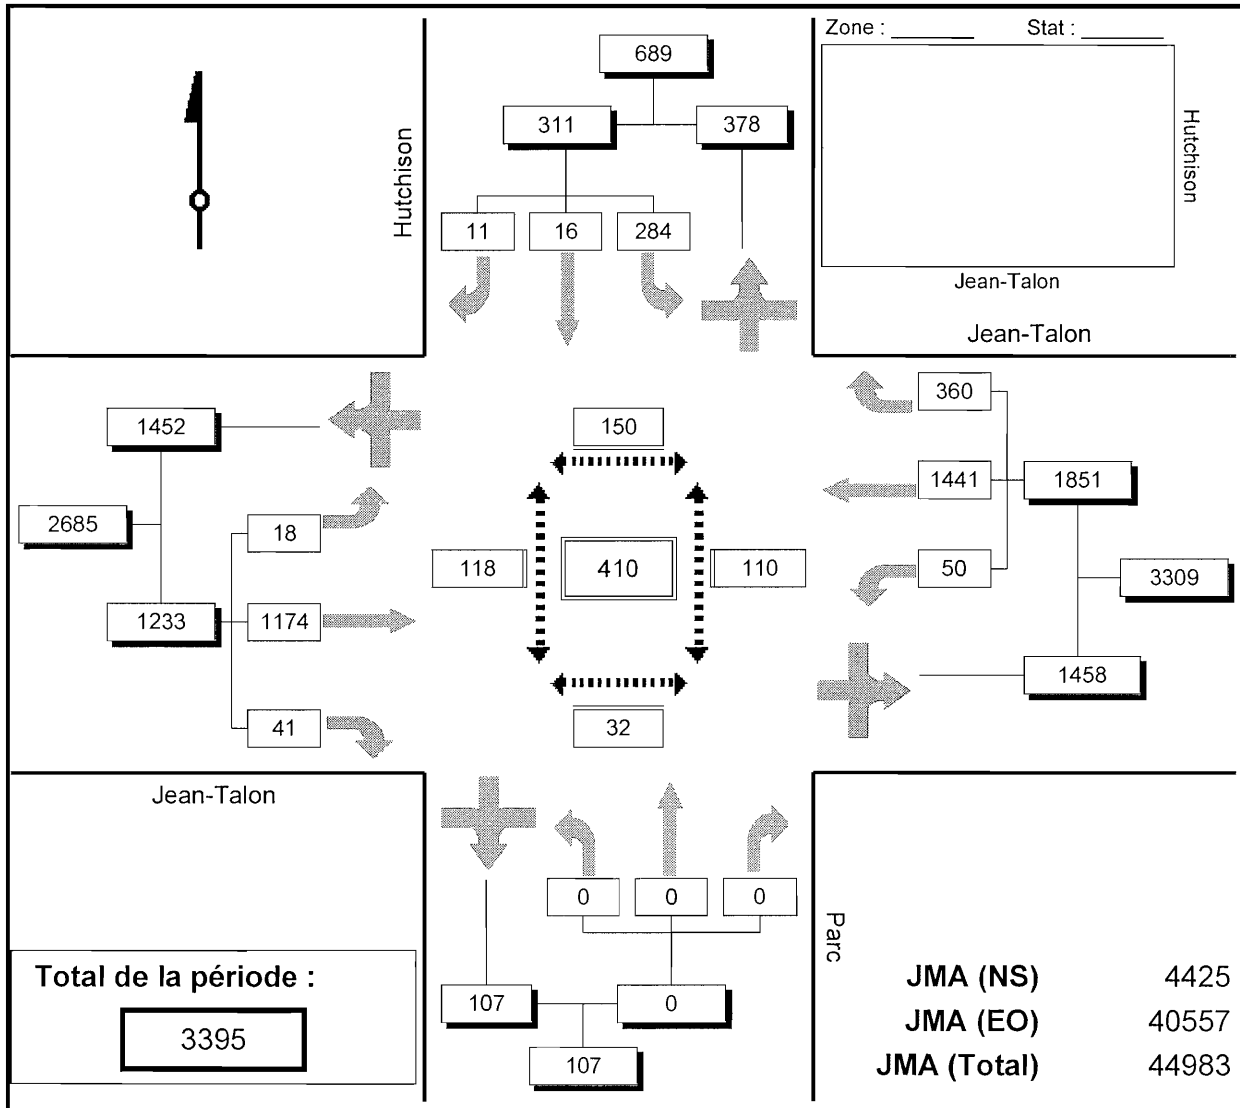 Zone : ________ Stat : ________
689
311
378
Hutchison
Hutchison
11
16
284
Jean-Talon
Jean-Talon
360
1452
150
1441
1851
2685
18
118
410
110
50
3309
1233
1174
1458
41
32
Jean-Talon
0
0
0
Parc
Total de la période :
3395
107
0
107
JMA (NS) 4425
JMA (EO) 40557
JMA (Total) 44983